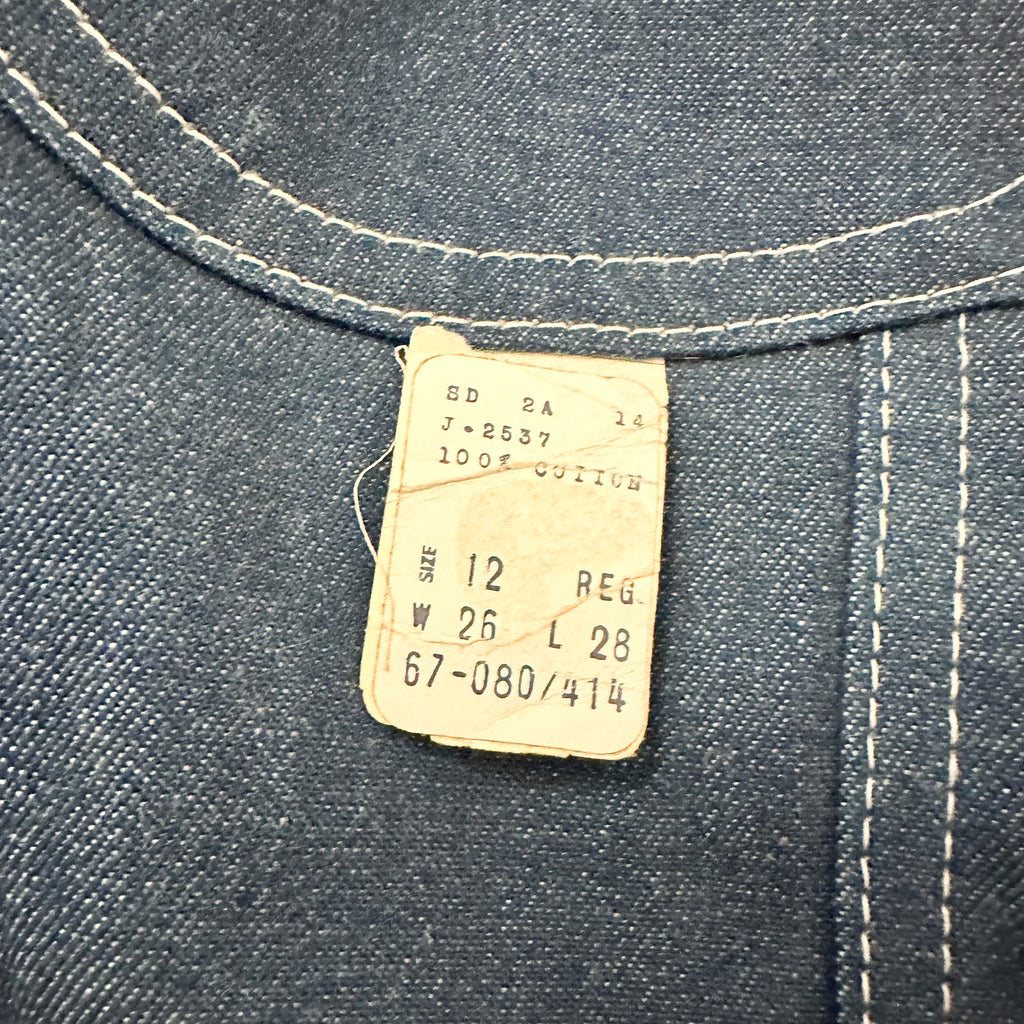 SD 2A 14
J.2537
100% COTTON
SIZE 12 REG.
W 26 L 28
67-080/414